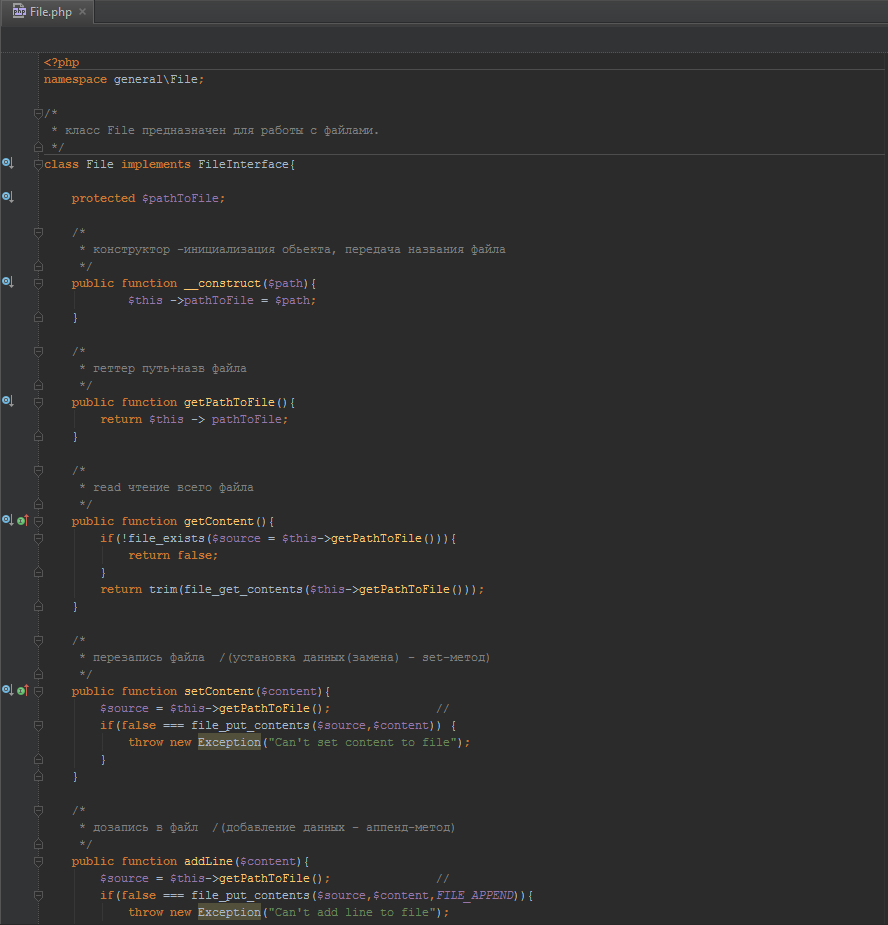 File.php
<?php
namespace general\File;
/*
* класс File предназначен для работы с файлами.
*/
class File implements FileInterface{
protected $pathToFile;
/*
* конструктор -инициализация обьекта, передача названия файла
*/
public function __construct($path){
$this ->pathToFile = $path;
}
/*
* геттер путь+назв файла
*/
public function getPathToFile(){
return $this -> pathToFile;
}
/*
* read чтение всего файла
*/
public function getContent(){
if(!file_exists($source = $this->getPathToFile())){
return false;
}
return trim(file_get_contents($this->getPathToFile()));
}
/*
* перезапись файла  /(установка данных(замена) - set-метод)
*/
public function setContent($content){
$source = $this->getPathToFile();               //
if(false === file_put_contents($source,$content)) {
throw new Exception("Can't set content to file");
}
}
/*
* дозапись в файл  /(добавление данных - аппенд-метод)
*/
public function addLine($content){
$source = $this->getPathToFile();               //
if(false === file_put_contents($source,$content,FILE_APPEND)){
throw new Exception("Can't add line to file");